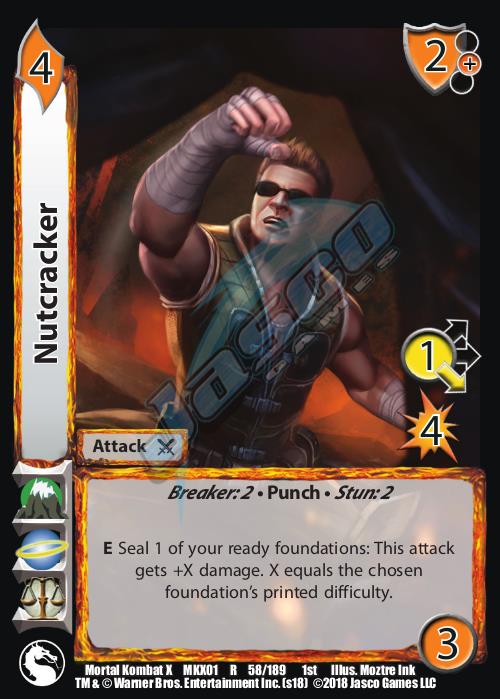 4
2
+
Nutcracker
Jasco
GAMES
1
4
Attack
Breaker: 2 • Punch • Stun: 2
E Seal 1 of your ready foundations: This attack
gets +X damage. X equals the chosen
foundation's printed difficulty.
3
Mortal Kombat X MKX01 R 58/189 1st Illus. Moztre Ink
TM & © Warner Bros. Entertainment Inc. (s18) ©2018 Jasco Games LLC